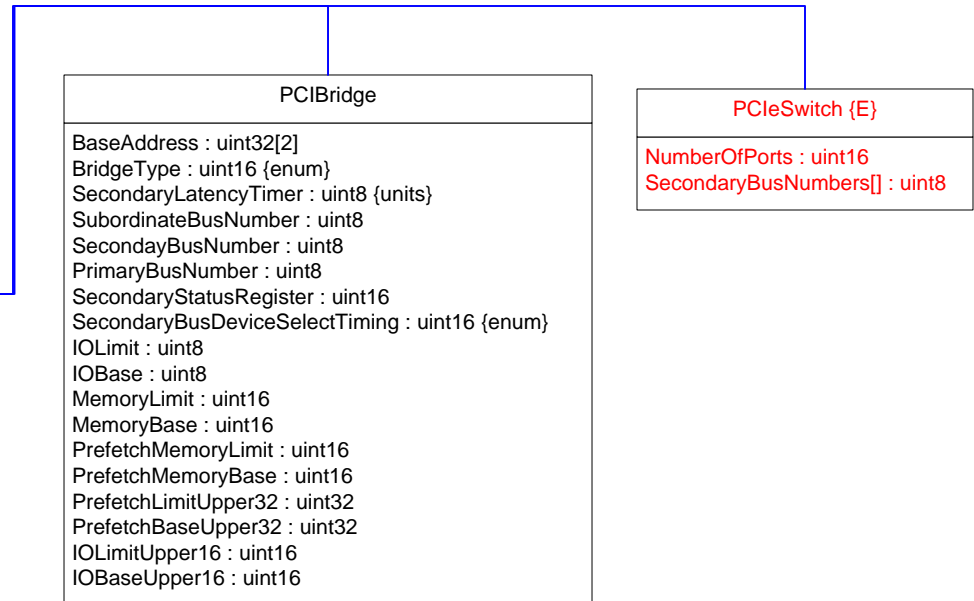 PCIBridge
BaseAddress : uint32[2]
BridgeType : uint16 {enum}
SecondaryLatencyTimer : uint8 {units}
SubordinateBusNumber : uint8
SecondayBusNumber : uint8
PrimaryBusNumber : uint8
SecondaryStatusRegister : uint16
SecondaryBusDeviceSelectTiming : uint16 {enum}
IOLimit : uint8
IOBase : uint8
MemoryLimit : uint16
MemoryBase : uint16
PrefetchMemoryLimit : uint16
PrefetchMemoryBase : uint16
PrefetchLimitUpper32 : uint32
PrefetchBaseUpper32 : uint32
IOLimitUpper16 : uint16
IOBaseUpper16 : uint16
PCIeSwitch {E}
NumberOfPorts : uint16
SecondaryBusNumbers[] : uint8